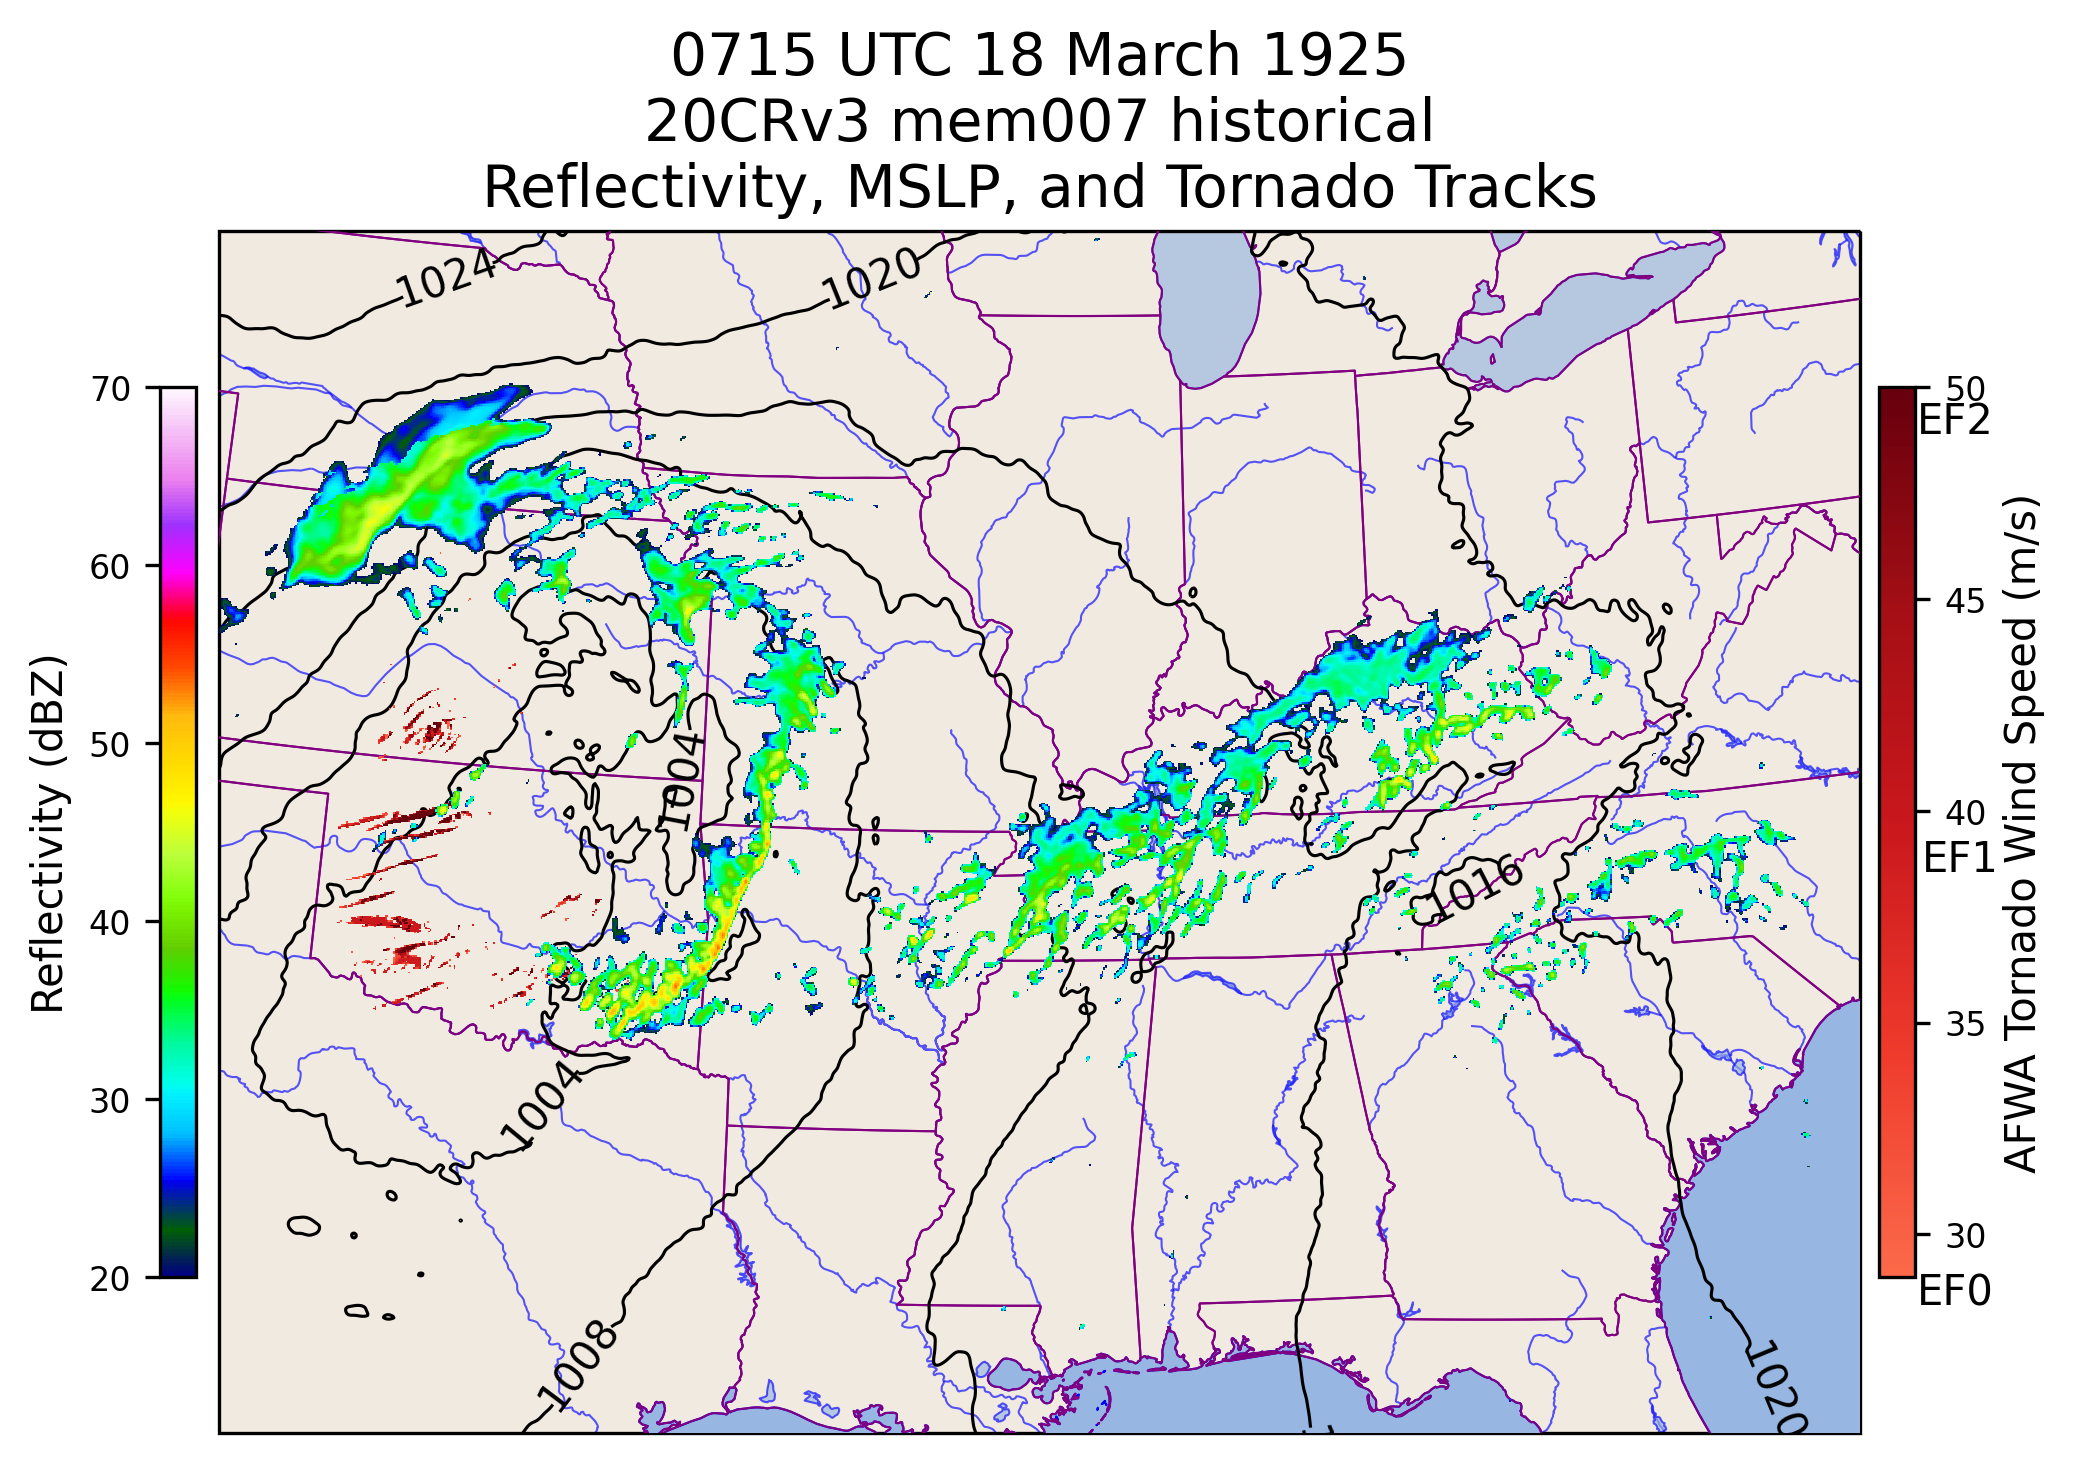 0715 UTC 18 March 1925
20CRv3 mem007 historical
Reflectivity, MSLP, and Tornado Tracks
1024
1020
1004
1016
1004
1008
1020
Reflectivity (dBZ)
70
60
50
40
30
20
50
EF2
45
40
EF1
35
30
EF0
AFWA Tornado Wind Speed (m/s)